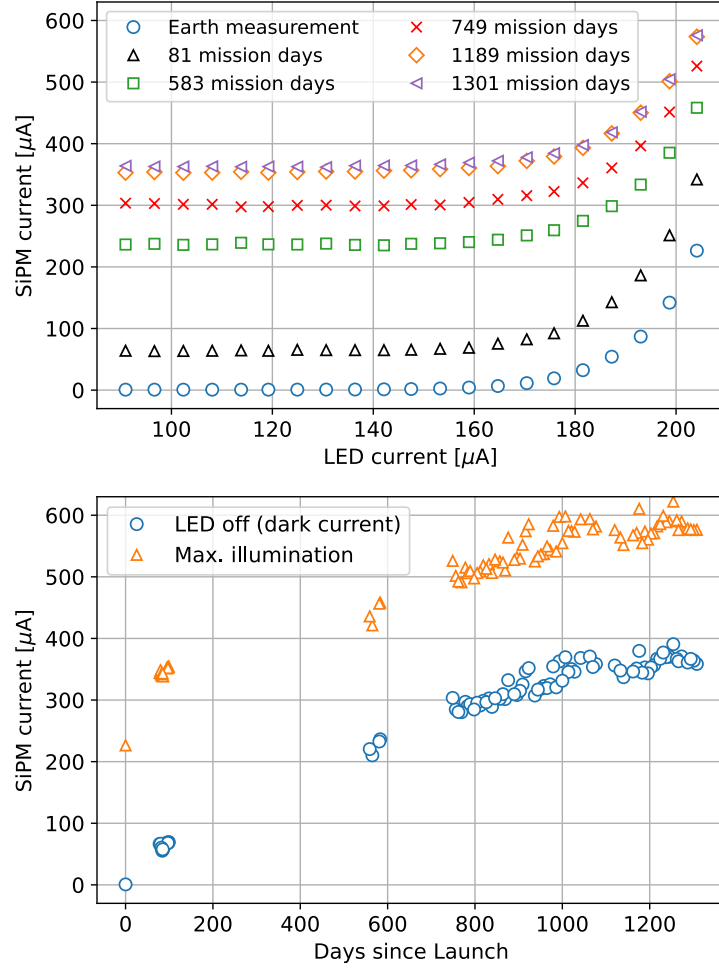 600
500
400
300
200
100
0
SiPM current [μA]
Earth measurement
81 mission days
583 mission days
749 mission days
1189 mission days
1301 mission days
100 120 140 160 180 200
LED current [μA]
600
500
400
300
200
100
0
SiPM current [μA]
LED off (dark current)
Max. illumination
0 200 400 600 800 1000 1200
Days since Launch